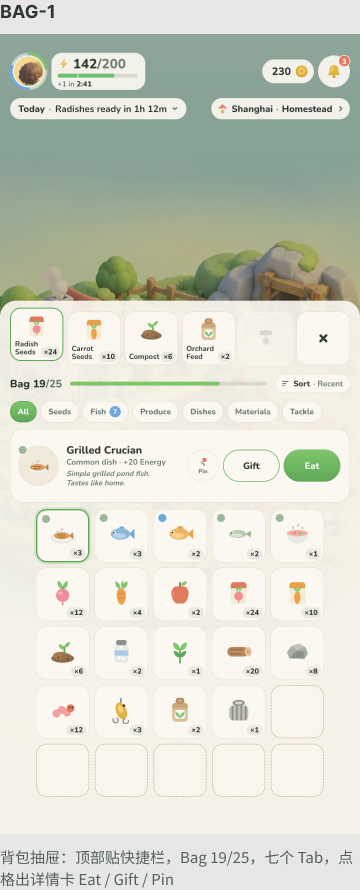 BAG-1
142/200
+1 in 2:41
230
3
Today · Radishes ready in 1h 12m
Shanghai · Homestead
Radish Seeds ×24
Carrot Seeds ×10
Compost ×6
Orchard Feed ×2
×
Bag 19/25
Sort · Recent
All
Seeds
Fish 7
Produce
Dishes
Materials
Tackle
Grilled Crucian
Common dish · +20 Energy
Simple grilled pond fish.
Tastes like home.
Pin
Gift
Eat
×3 ×3 ×2 ×2 ×1
×12 ×4 ×2 ×24 ×10
×6 ×2 ×1 ×20 ×8
×12 ×3 ×2 ×1
背包抽屉：顶部贴快捷栏，Bag 19/25，七个 Tab，点
格出详情卡 Eat / Gift / Pin